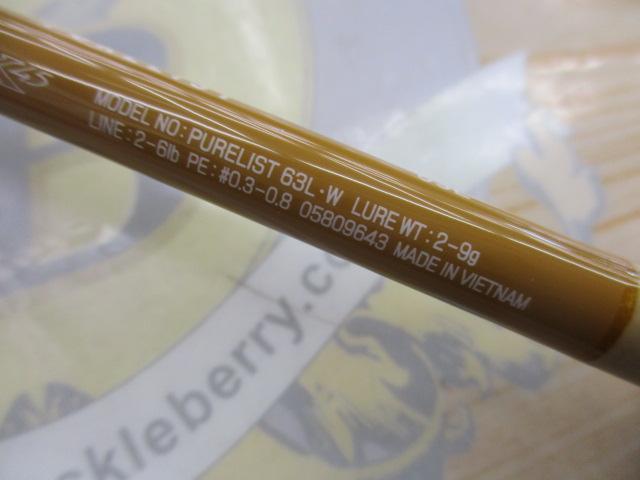 X45
MODEL NO: PURELIST 63L・W LURE WT: 2-9g
LINE: 2-6lb PE: #0.3-0.8 05809643 MADE IN VIETNAM
ckleberry.c